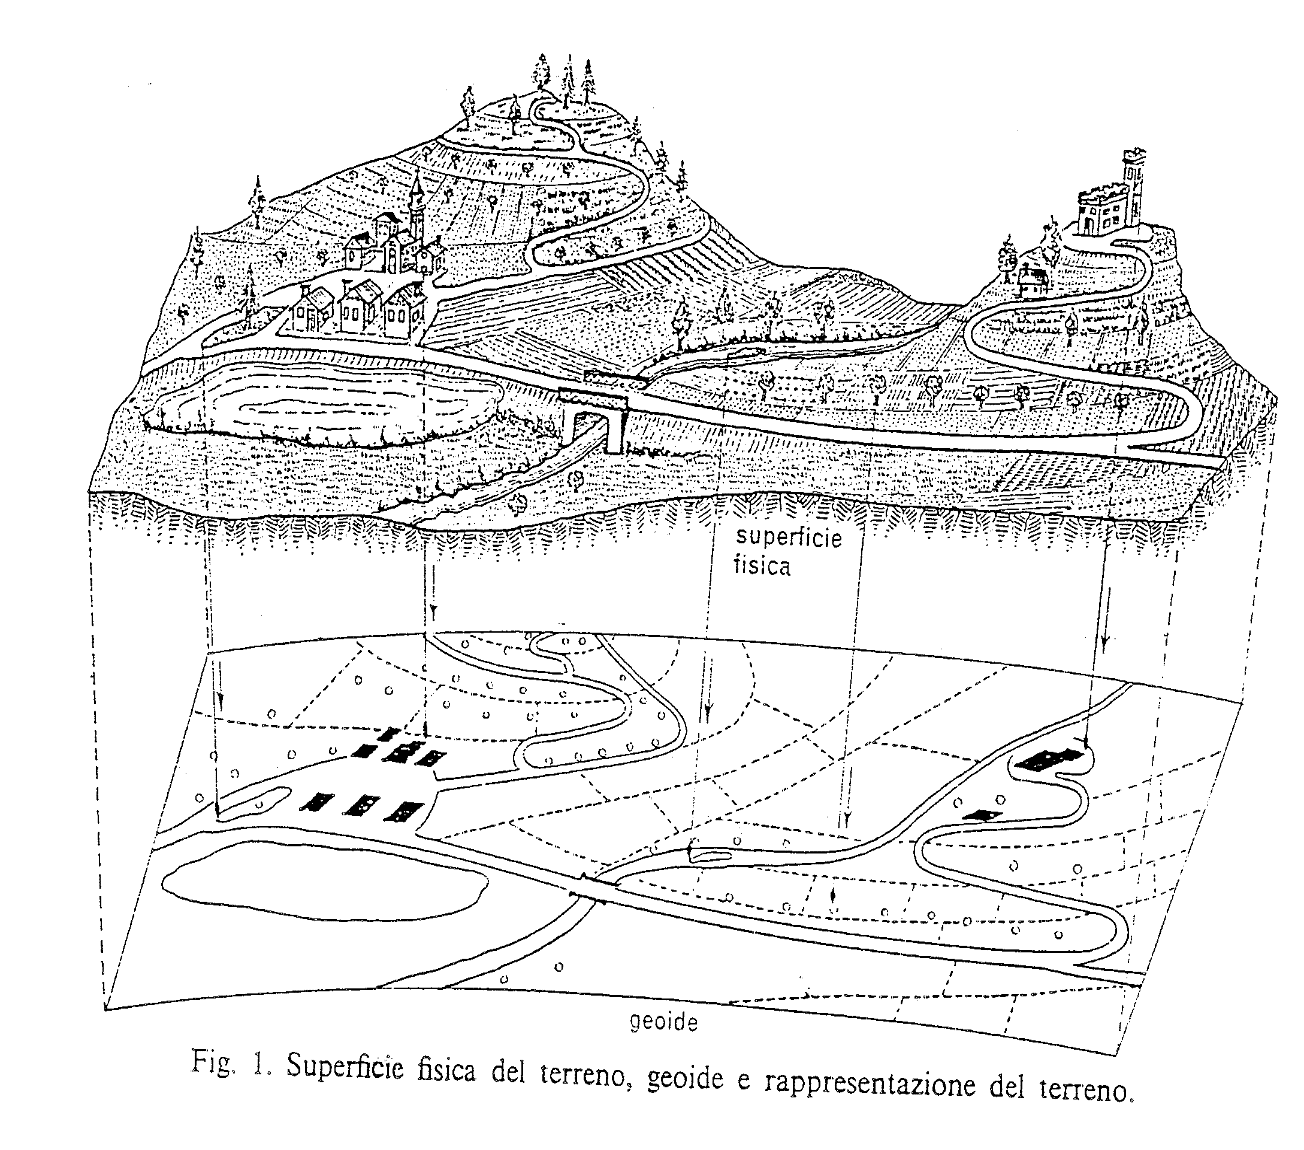 superficie
fisica
geoide
Fig. 1. Superficie fisica del terreno, geoide e rappresentazione del terreno.